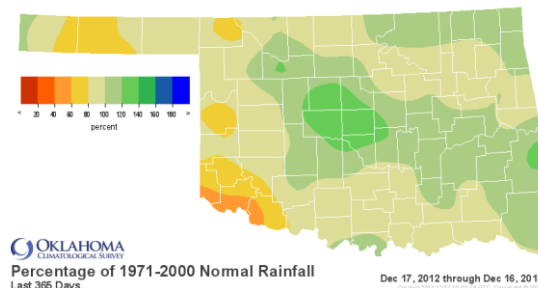 < 20 40 60 80 100 120 140 160 180 >
percent
OKLAHOMA
CLIMATOLOGICAL SURVEY
Percentage of 1971-2000 Normal Rainfall
Last 365 Days
Dec 17, 2012 through Dec 16, 201